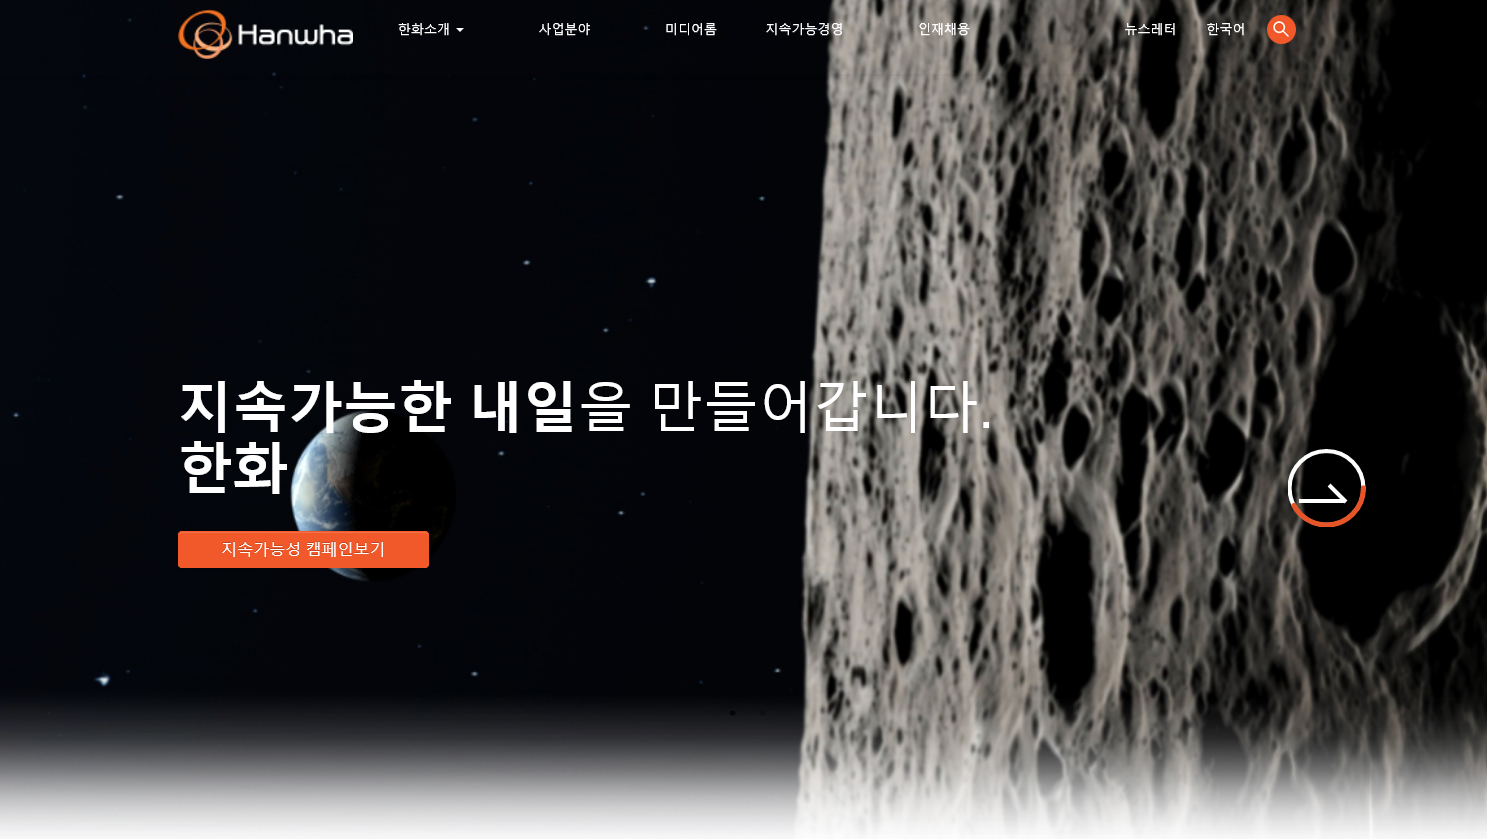 Hanwha
한화소개
사업분야
미디어룸
지속가능경영
인재채용
뉴스레터
한국어
지속가능한 내일을 만들어갑니다.
한화
지속가능성 캠페인보기